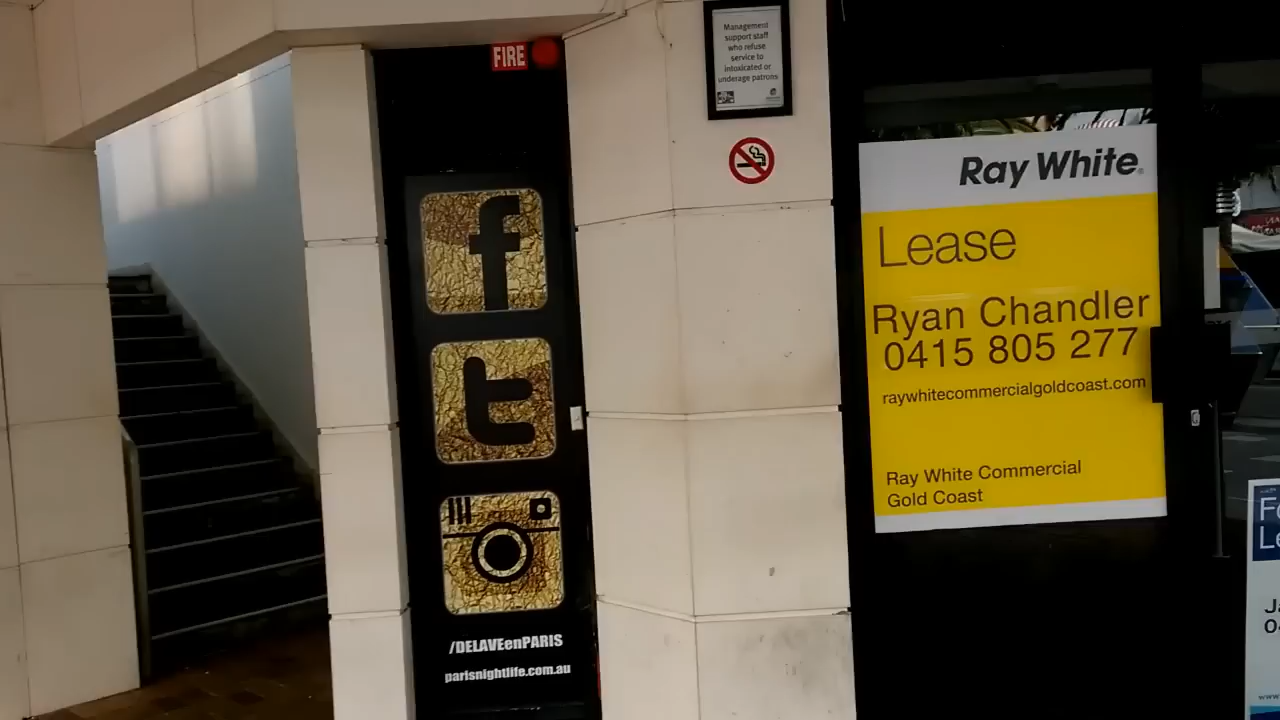 FIRE
Management
support staff
who refuse
service to
intoxicated or
underage patrons
/DELAVEenPARIS
parisnightlife.com.au
Ray White
Lease
Ryan Chandler
0415 805 277
raywhitecommercialgoldcoast.com
Ray White Commercial
Gold Coast